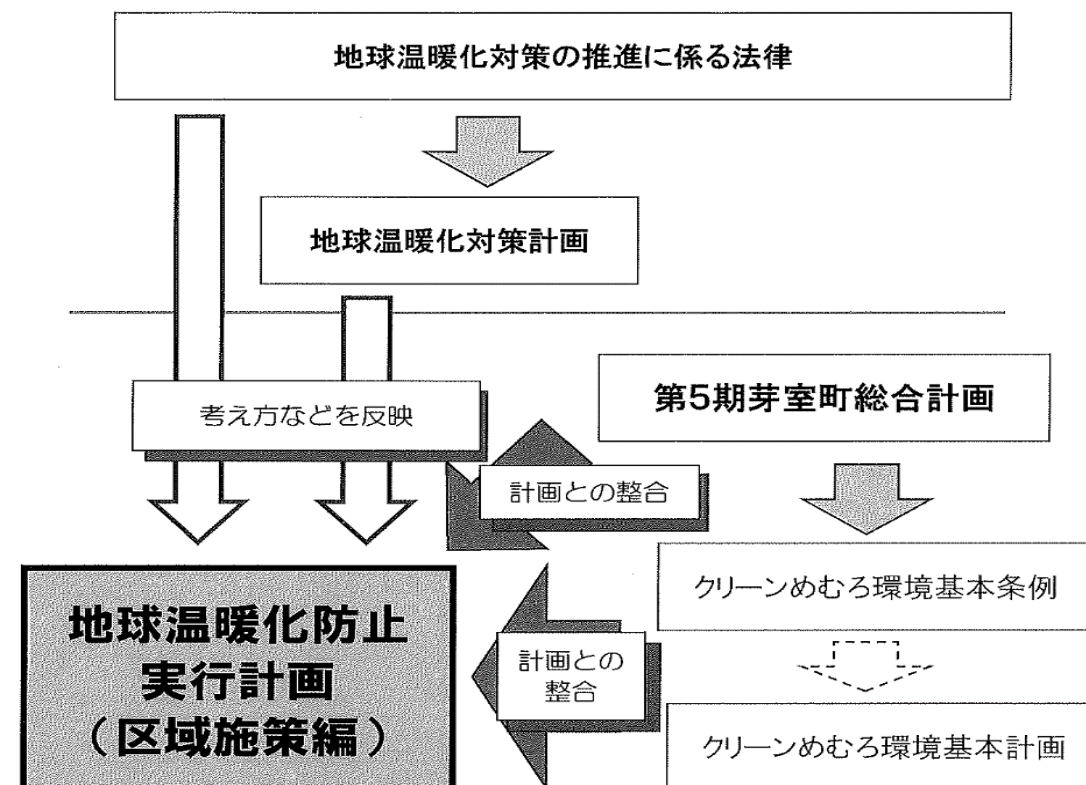 地球温暖化対策の推進に係る法律
地球温暖化対策計画
第5期芽室町総合計画
考え方などを反映
計画との整合
クリーンめむろ環境基本条例
地球温暖化防止
実行計画
（区域施策編）
計画との
整合
クリーンめむろ環境基本計画